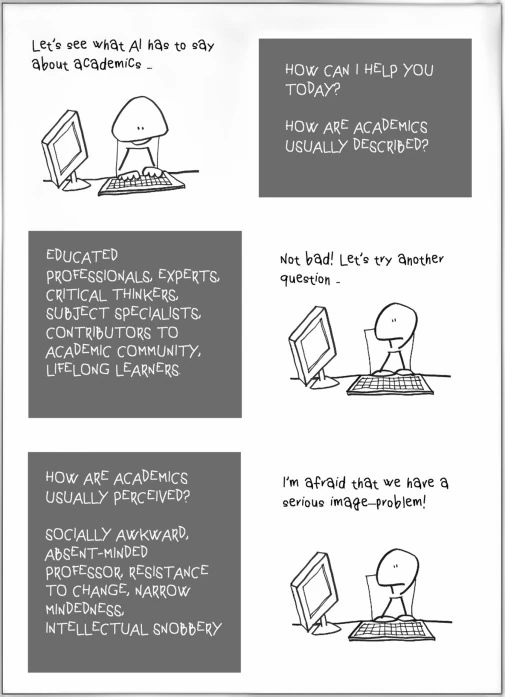 Let's see what AI has to say
about academics ..
HOW CAN I HELP YOU
TODAY?
HOW ARE ACADEMICS
USUALLY DESCRIBED?
EDUCATED
PROFESSIONALS, EXPERTS,
CRITICAL THINKERS,
SUBJECT SPECIALISTS,
CONTRIBUTORS TO
ACADEMIC COMMUNITY,
LIFELONG LEARNERS
Not bad! Let's try another
question ..
HOW ARE ACADEMICS
USUALLY PERCEIVED?
SOCIALLY AWKWARD,
ABSENT-MINDED
PROFESSOR, RESISTANCE
TO CHANGE, NARROW
MINDEDNESS,
INTELLECTUAL SNOBBERY
I'm afraid that we have a
serious image-problem!